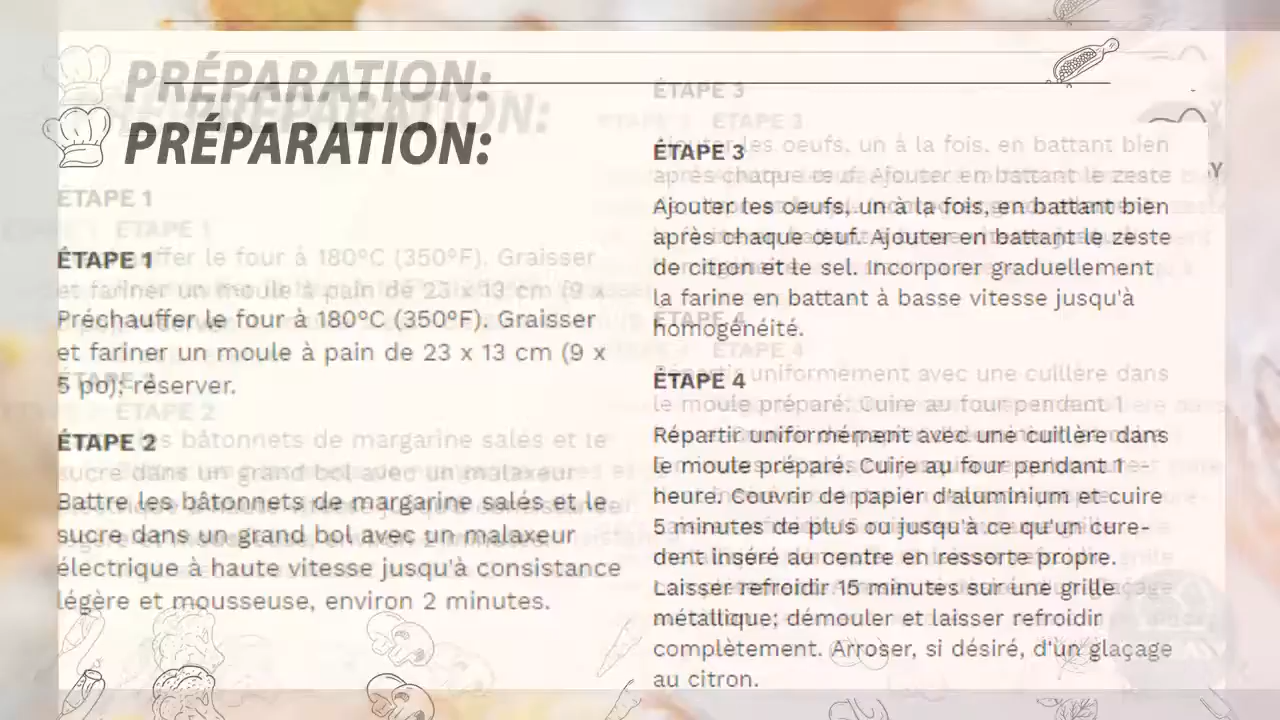 PRÉPARATION:
ÉTAPE 1
Préchauffer le four à 180°C (350°F). Graisser
et fariner un moule à pain de 23 x 13 cm (9 x
5 po); réserver.
ÉTAPE 2
Battre les bâtonnets de margarine salés et le
sucre dans un grand bol avec un malaxeur
électrique à haute vitesse jusqu'à consistance
légère et mousseuse, environ 2 minutes.
ÉTAPE 3
Ajouter les oeufs, un à la fois, en battant bien
après chaque œuf. Ajouter en battant le zeste
de citron et le sel. Incorporer graduellement
la farine en battant à basse vitesse jusqu'à
homogénéité.
ÉTAPE 4
Répartir uniformément avec une cuillère dans
le moule préparé. Cuire au four pendant 1
heure. Couvrir de papier d'aluminium et cuire
5 minutes de plus ou jusqu'à ce qu'un cure-
dent inséré au centre en ressorte propre.
Laisser refroidir 15 minutes sur une grille
métallique; démouler et laisser refroidir
complètement. Arroser, si désiré, d'un glaçage
au citron.